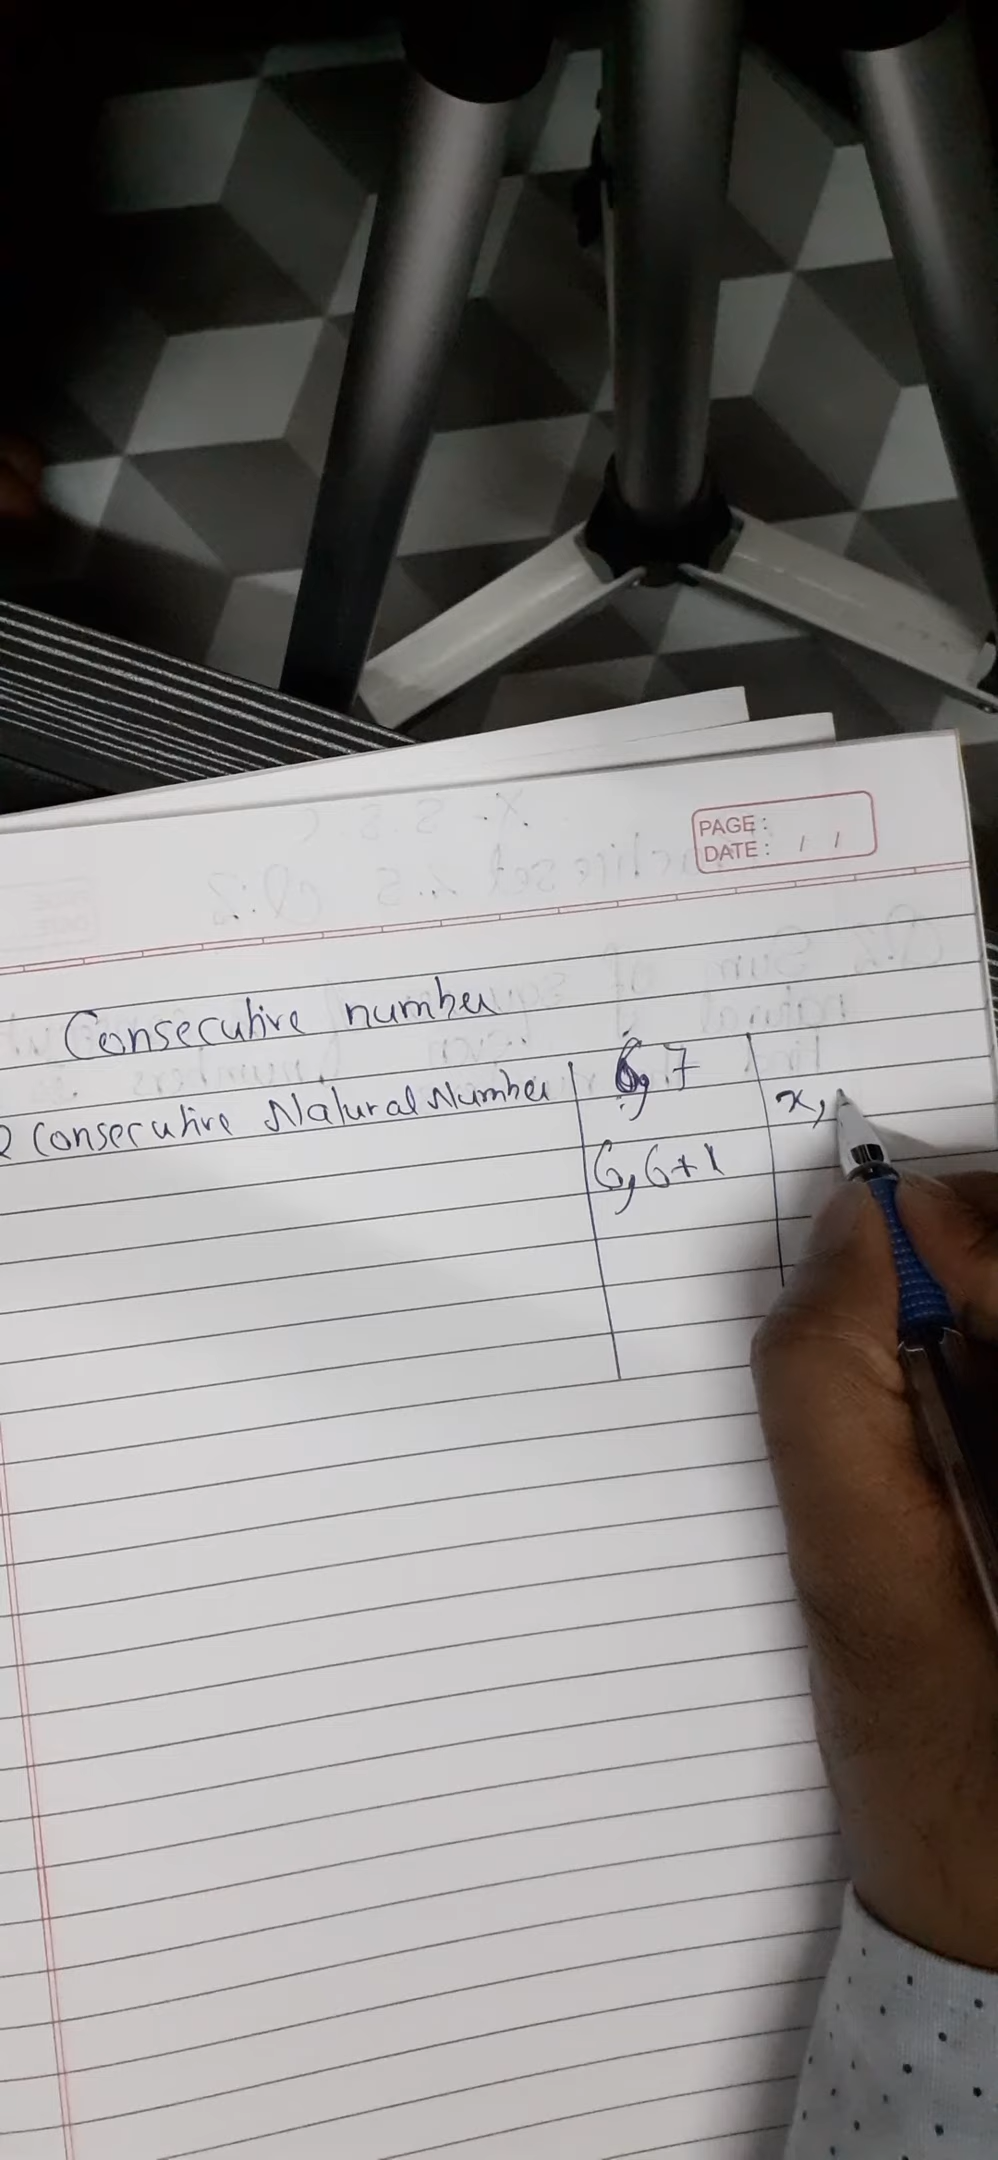 PAGE :
DATE : / /
Consecutive number
2 Consecutive Natural Number 6, 7 x,
6, 6+1